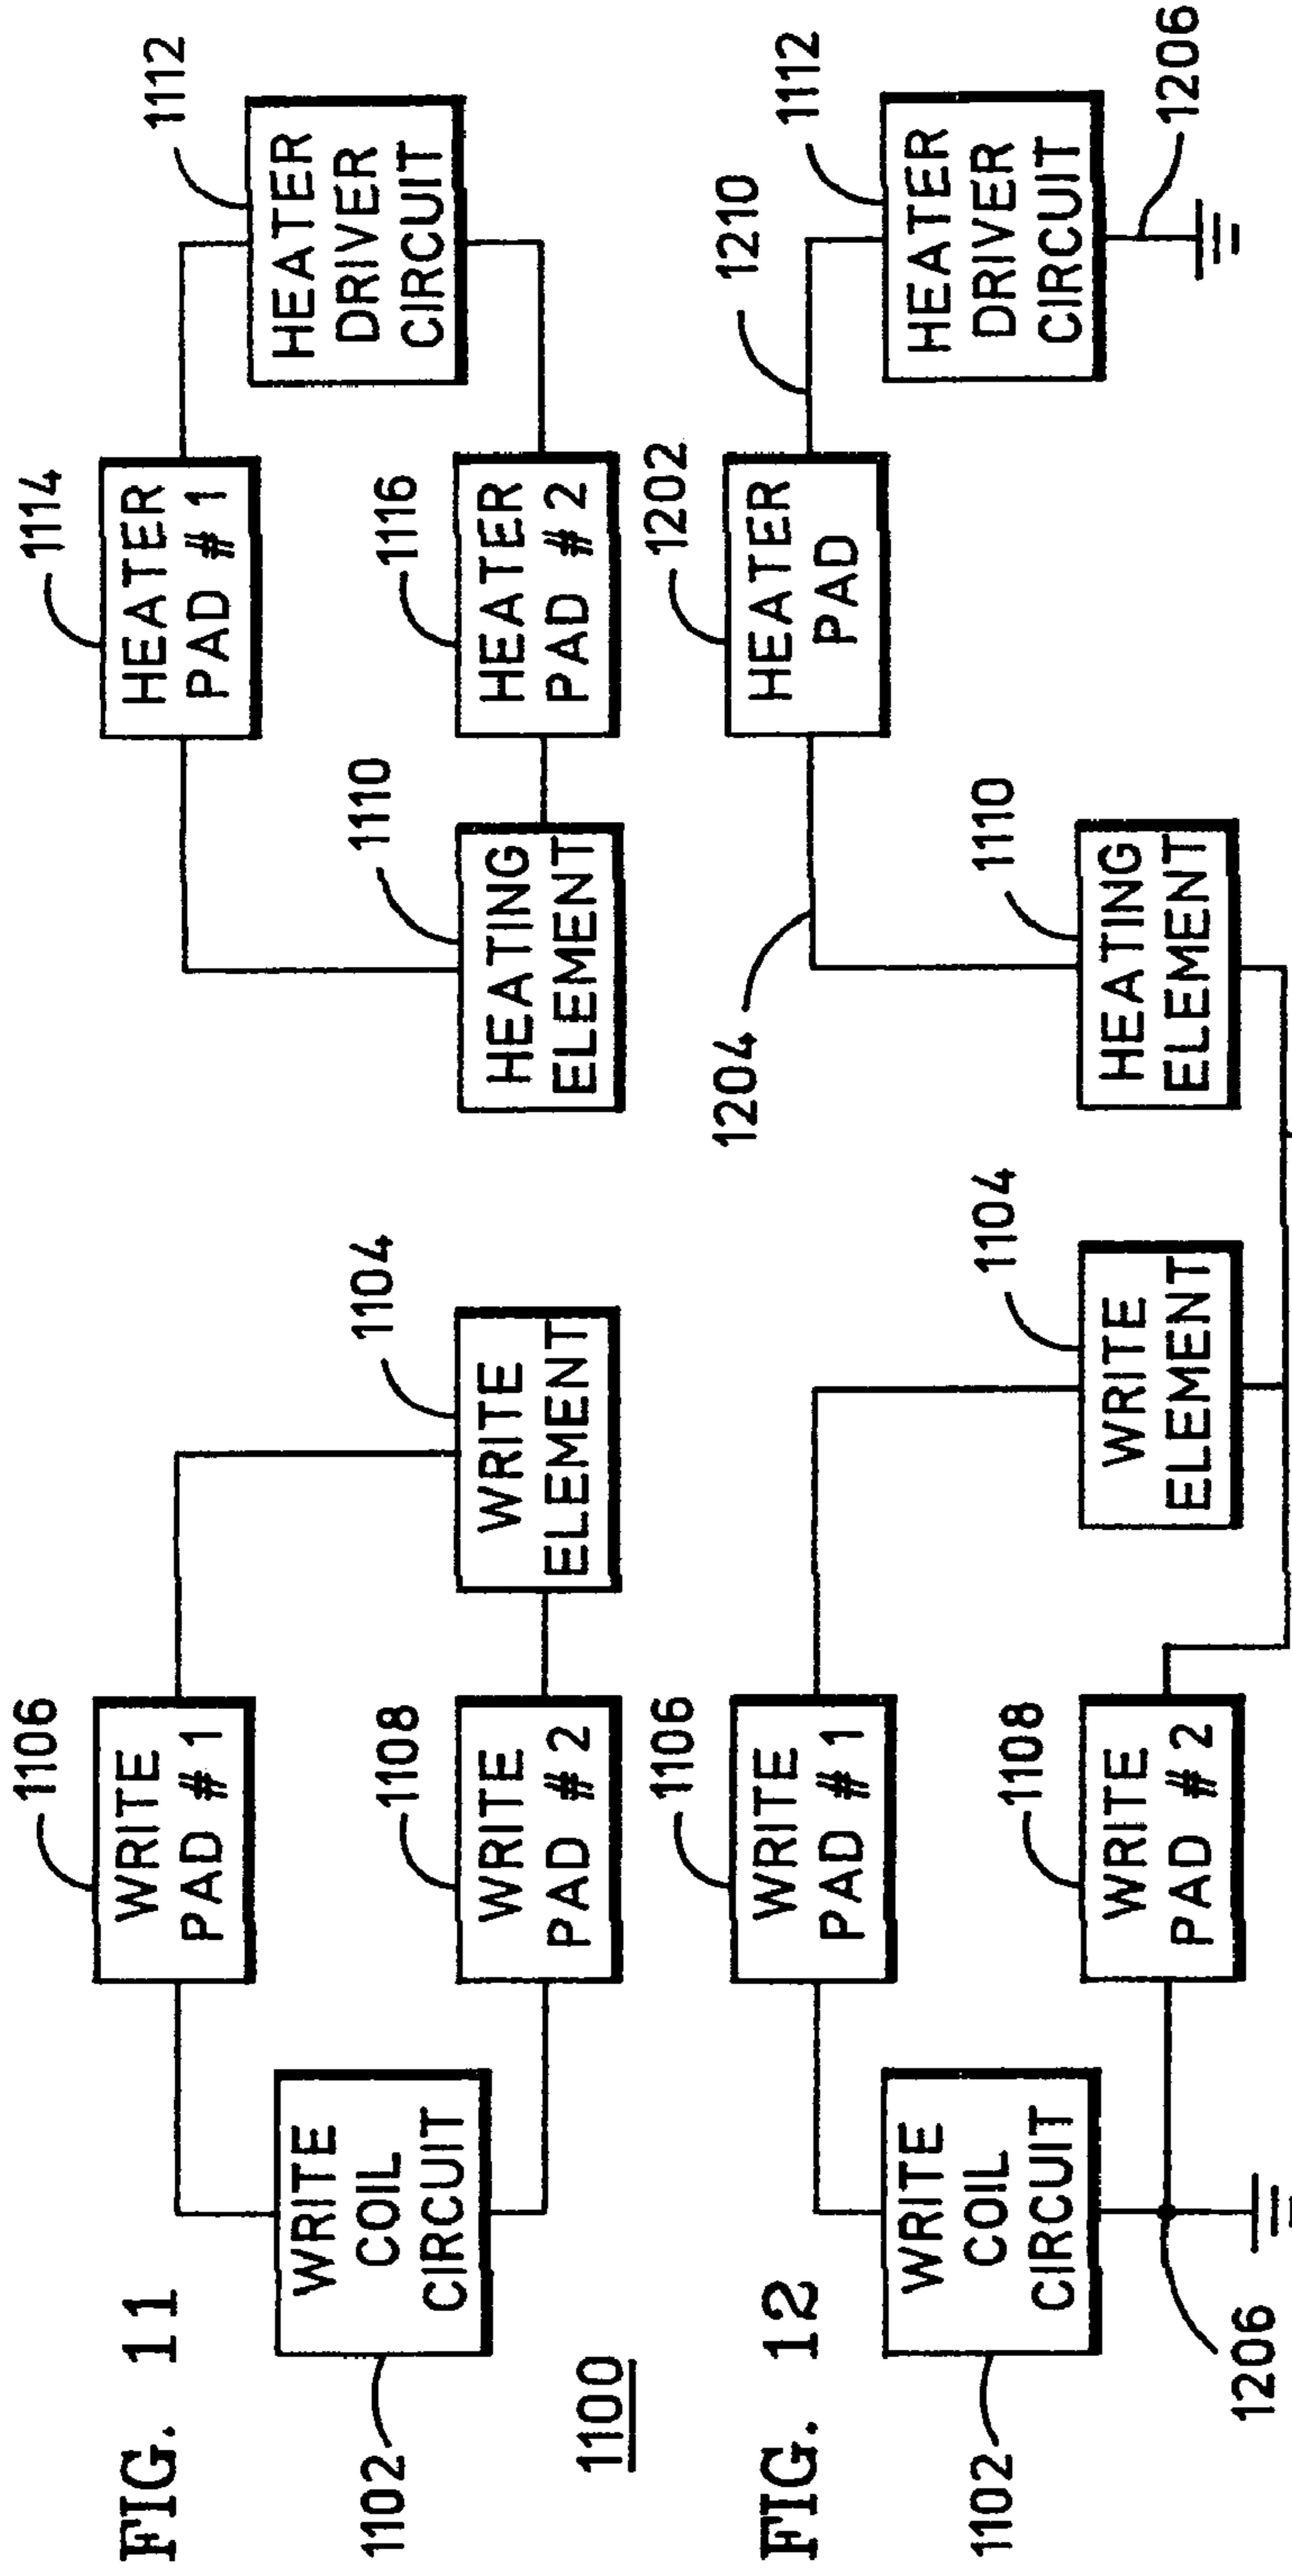 FIG. 11
1100
1102
WRITE
COIL
CIRCUIT
1106
WRITE
PAD # 1
1108
WRITE
PAD # 2
1104
WRITE
ELEMENT
1110
HEATING
ELEMENT
1114
HEATER
PAD # 1
1116
HEATER
PAD # 2
1112
HEATER
DRIVER
CIRCUIT
FIG. 12
1102
WRITE
COIL
CIRCUIT
1206
1106
WRITE
PAD # 1
1108
WRITE
PAD # 2
1104
WRITE
ELEMENT
1204
1110
HEATING
ELEMENT
1202
HEATER
PAD
1210
1112
HEATER
DRIVER
CIRCUIT
1206